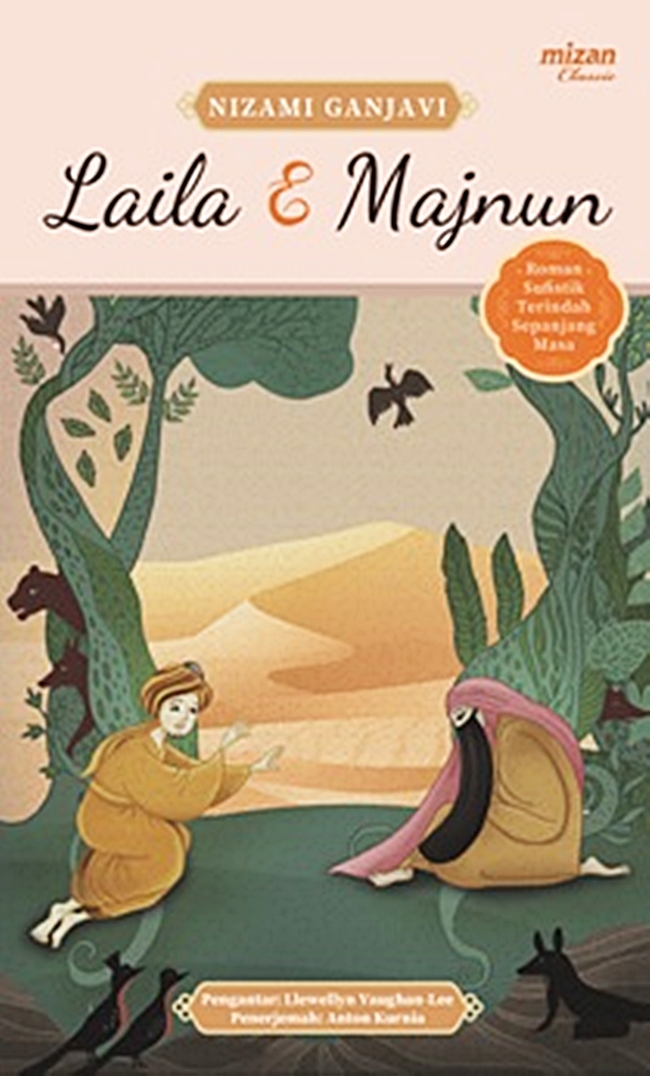 mizan
Classic
NIZAMI GANJAVI
Laila & Majnun
Roman
Sufistik
Terindah
Sepanjang
Masa
Pengantar: Llewellyn Vaughan-Lee
Penerjemah: Anton Kurnia